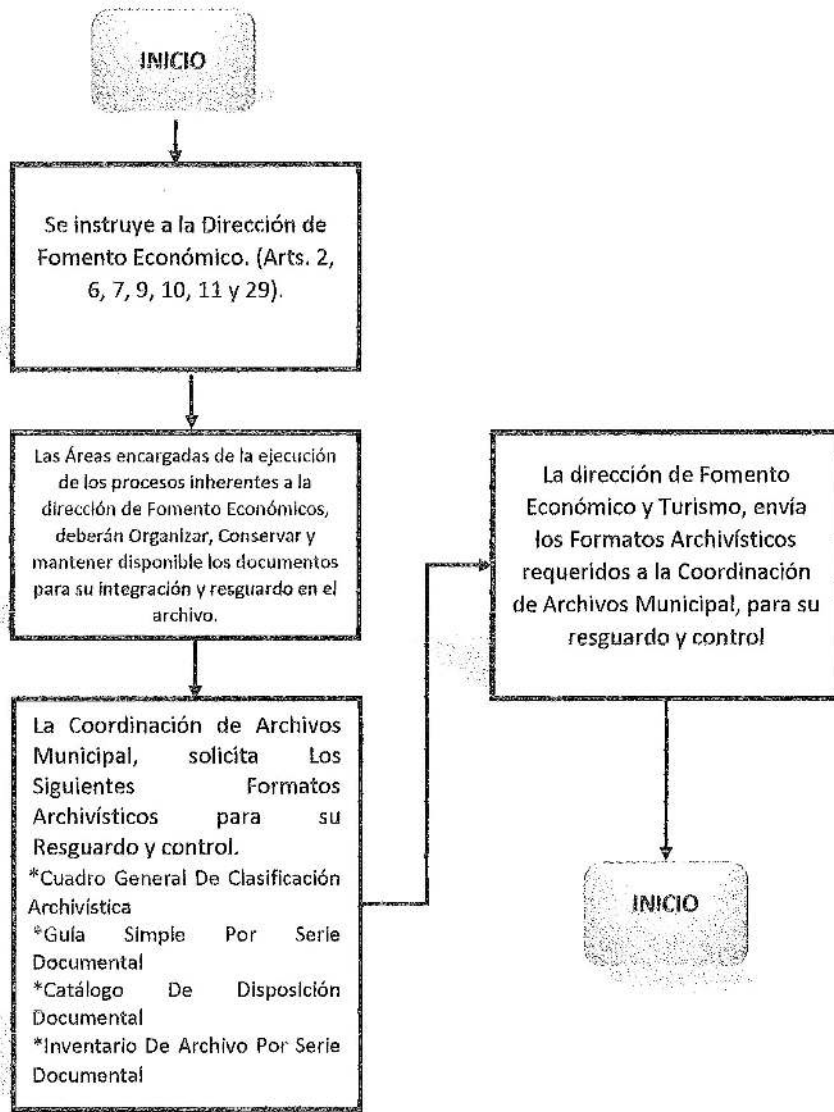 INICIO
Se instruye a la Dirección de
Fomento Económico. (Arts. 2,
6, 7, 9, 10, 11 y 29).
Las Áreas encargadas de la ejecución
de los procesos inherentes a la
dirección de Fomento Económicos,
deberán Organizar, Conservar y
mantener disponible los documentos
para su integración y resguardo en el
archivo.
La Coordinación de Archivos
Municipal, solicita Los
Siguientes Formatos
Archivísticos para su
Resguardo y control.
*Cuadro General De Clasificación
Archivística
*Guía Simple Por Serie
Documental
*Catálogo De Disposición
Documental
*Inventario De Archivo Por Serie
Documental
La dirección de Fomento
Económico y Turismo, envía
los Formatos Archivísticos
requeridos a la Coordinación
de Archivos Municipal, para su
resguardo y control
INICIO